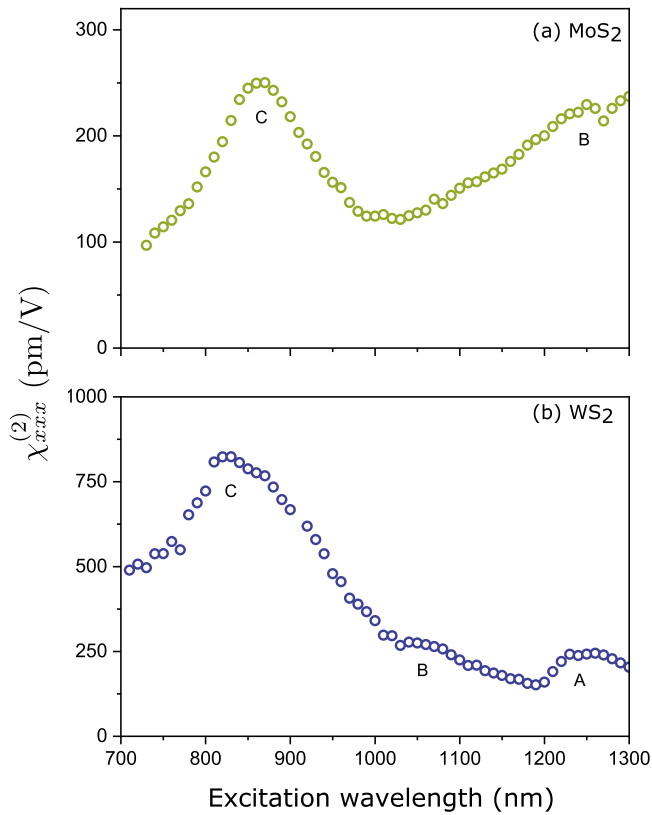 300
(a) MoS2
C
200
B
100
0
χ(2)xxx (pm/V)
1000
(b) WS2
750
C
500
250
B
A
0
700 800 900 1000 1100 1200 1300
Excitation wavelength (nm)